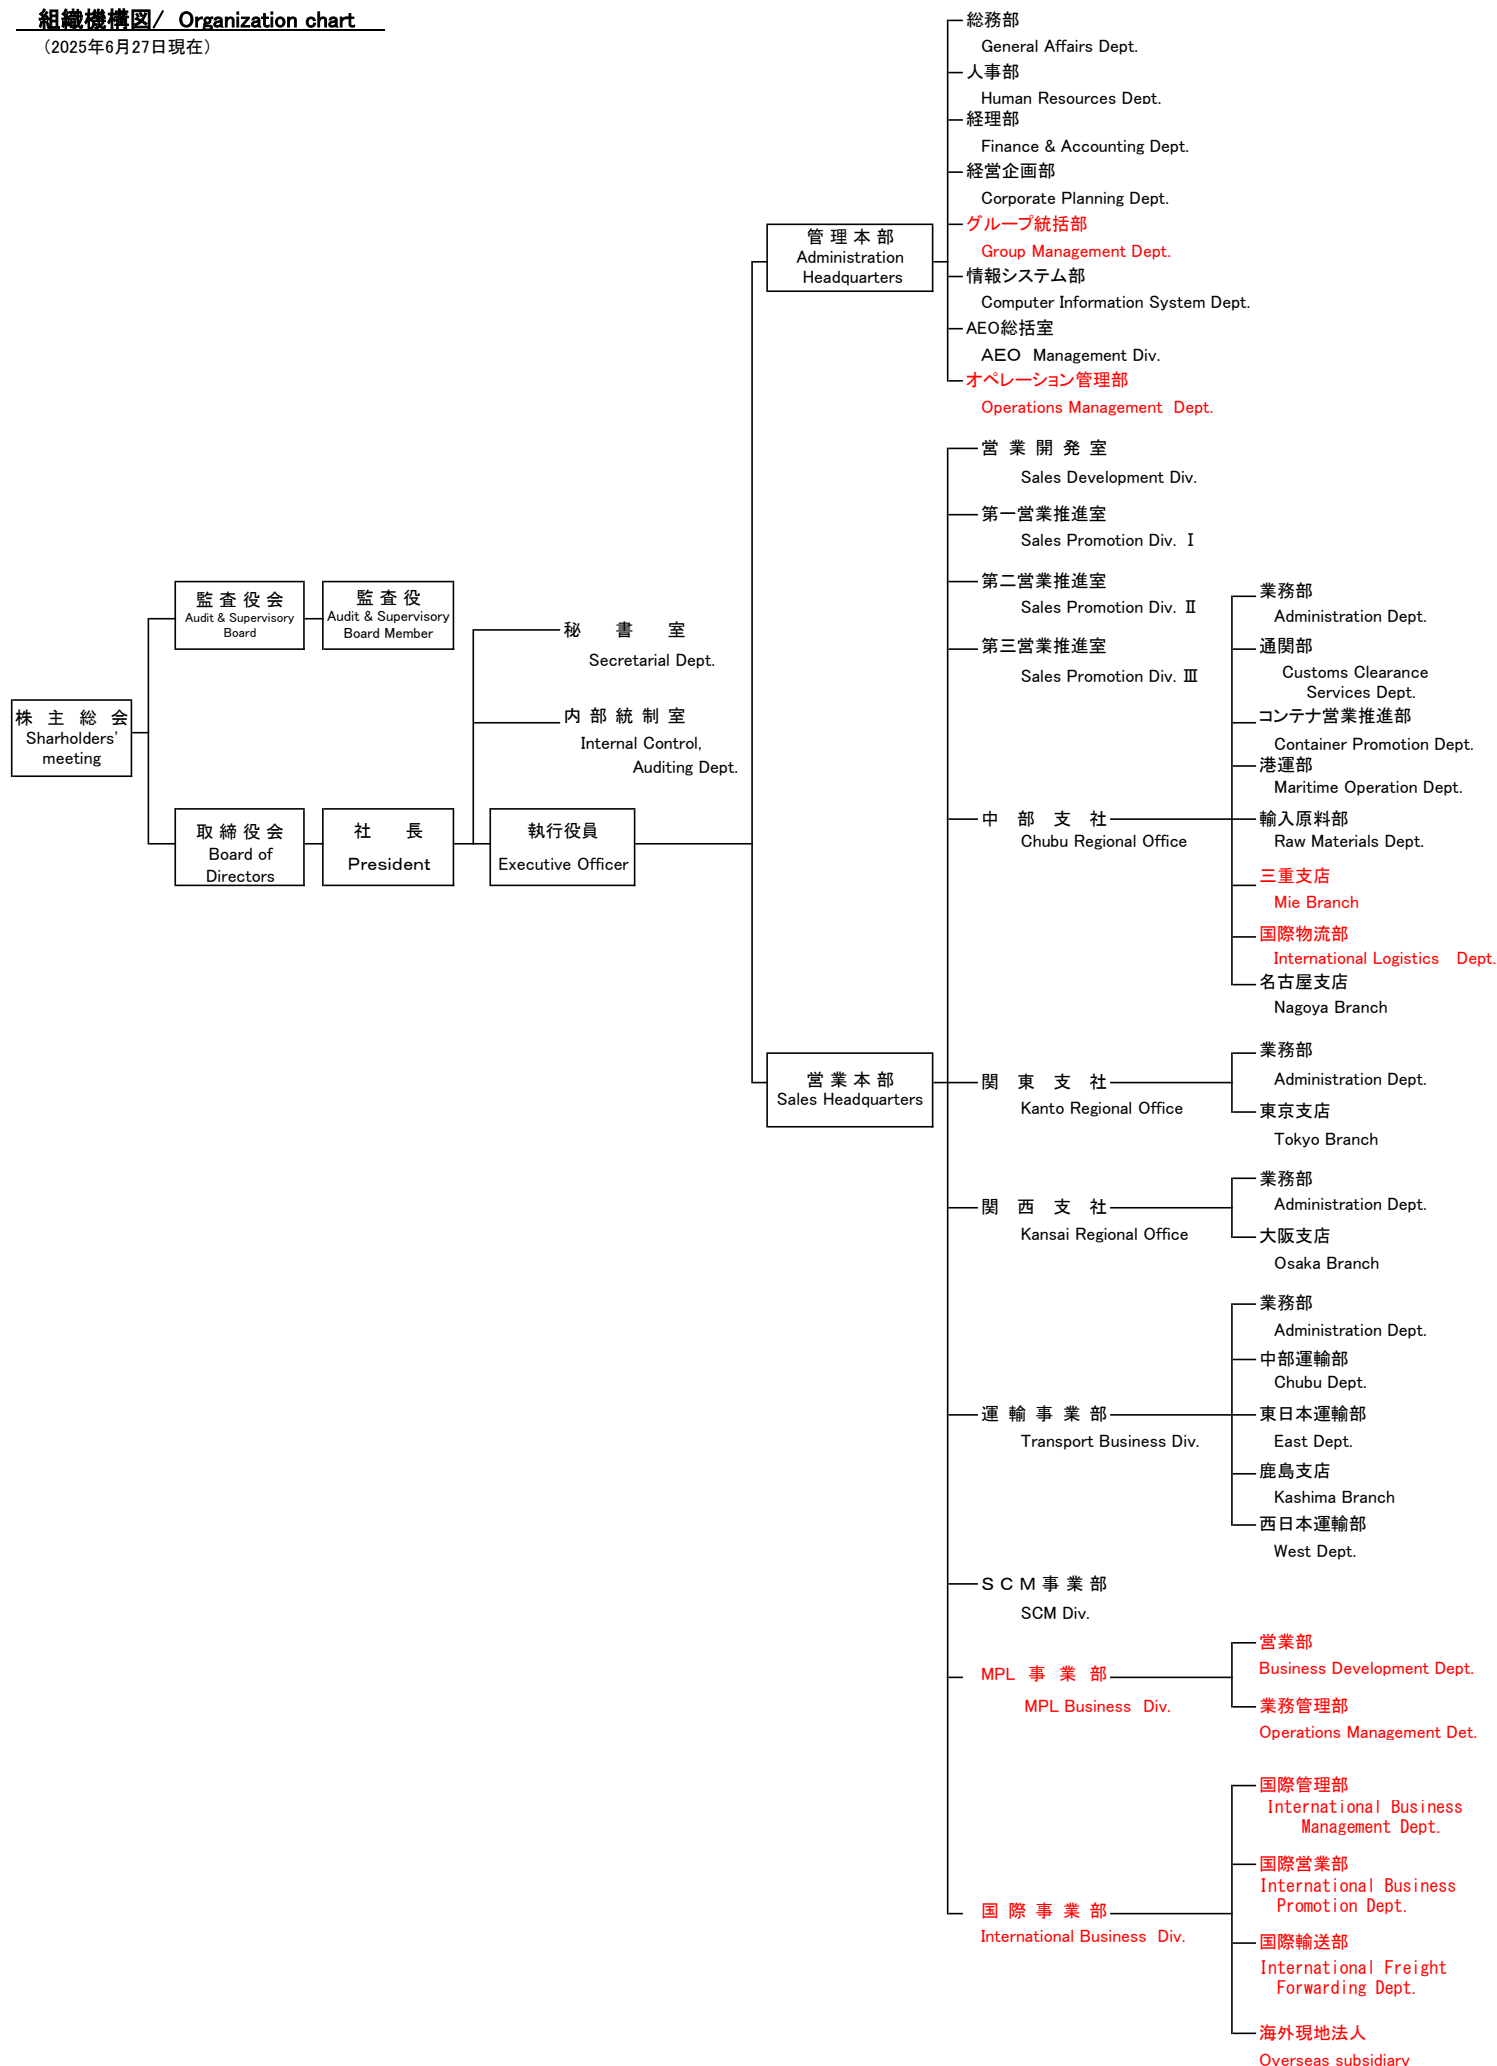 組織機構図/ Organization chart
（2025年6月27日現在）
総務部
General Affairs Dept.
人事部
Human Resources Dept.
経理部
Finance & Accounting Dept.
経営企画部
Corporate Planning Dept.
グループ統括部
Group Management Dept.
情報システム部
Computer Information System Dept.
AEO総括室
AEO Management Div.
オペレーション管理部
Operations Management Dept.
管理本部
Administration
Headquarters
営業開発室
Sales Development Div.
第一営業推進室
Sales Promotion Div. Ⅰ
第二営業推進室
Sales Promotion Div. Ⅱ
第三営業推進室
Sales Promotion Div. Ⅲ
監査役会
Audit & Supervisory
Board
監査役
Audit & Supervisory
Board Member
秘書室
Secretarial Dept.
内部統制室
Internal Control,
Auditing Dept.
株主総会
Sharholders'
meeting
取締役会
Board of
Directors
社長
President
執行役員
Executive Officer
中部支社
Chubu Regional Office
業務部
Administration Dept.
通関部
Customs Clearance
Services Dept.
コンテナ営業推進部
Container Promotion Dept.
港運部
Maritime Operation Dept.
輸入原料部
Raw Materials Dept.
三重支店
Mie Branch
国際物流部
International Logistics Dept.
名古屋支店
Nagoya Branch
営業本部
Sales Headquarters
関東支社
Kanto Regional Office
業務部
Administration Dept.
東京支店
Tokyo Branch
関西支社
Kansai Regional Office
業務部
Administration Dept.
大阪支店
Osaka Branch
運輸事業部
Transport Business Div.
業務部
Administration Dept.
中部運輸部
Chubu Dept.
東日本運輸部
East Dept.
鹿島支店
Kashima Branch
西日本運輸部
West Dept.
ＳＣＭ事業部
SCM Div.
MPL 事業部
MPL Business Div.
営業部
Business Development Dept.
業務管理部
Operations Management Det.
国際事業部
International Business Div.
国際管理部
International Business
Management Dept.
国際営業部
International Business
Promotion Dept.
国際輸送部
International Freight
Forwarding Dept.
海外現地法人
Overseas subsidiary